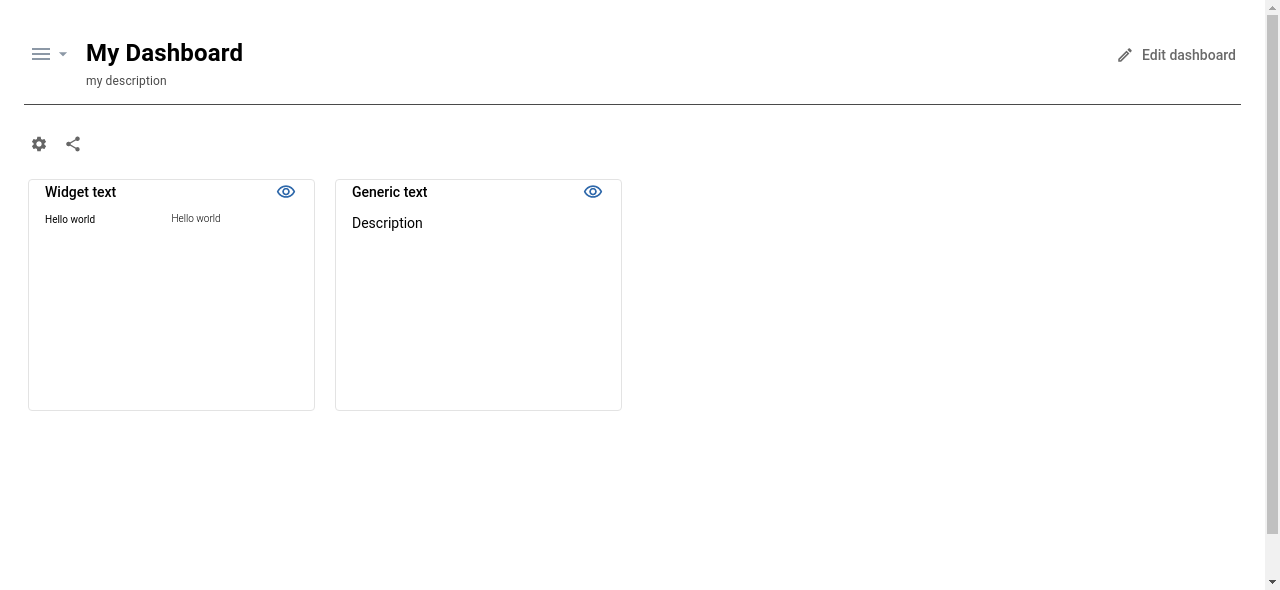 My Dashboard
Edit dashboard
my description
Widget text
Hello world
Hello world
Generic text
Description